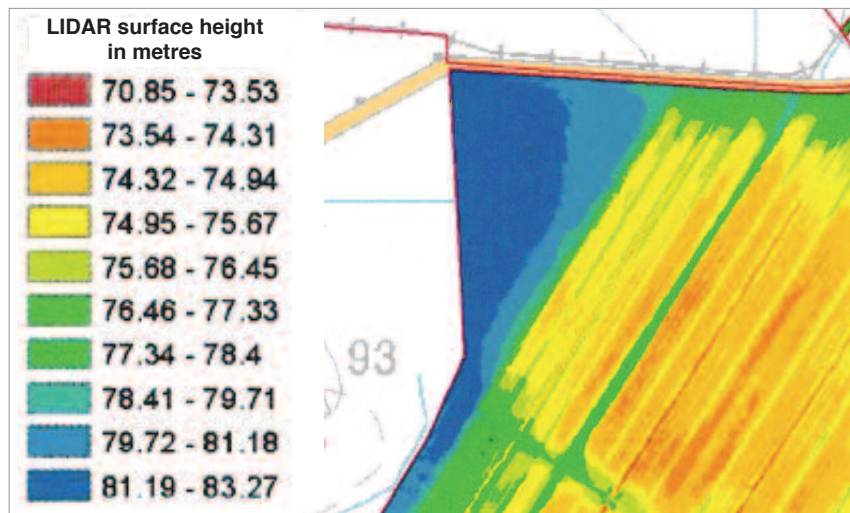 LIDAR surface height
in metres
70.85 - 73.53
73.54 - 74.31
74.32 - 74.94
74.95 - 75.67
75.68 - 76.45
76.46 - 77.33
77.34 - 78.4
78.41 - 79.71
79.72 - 81.18
81.19 - 83.27
93